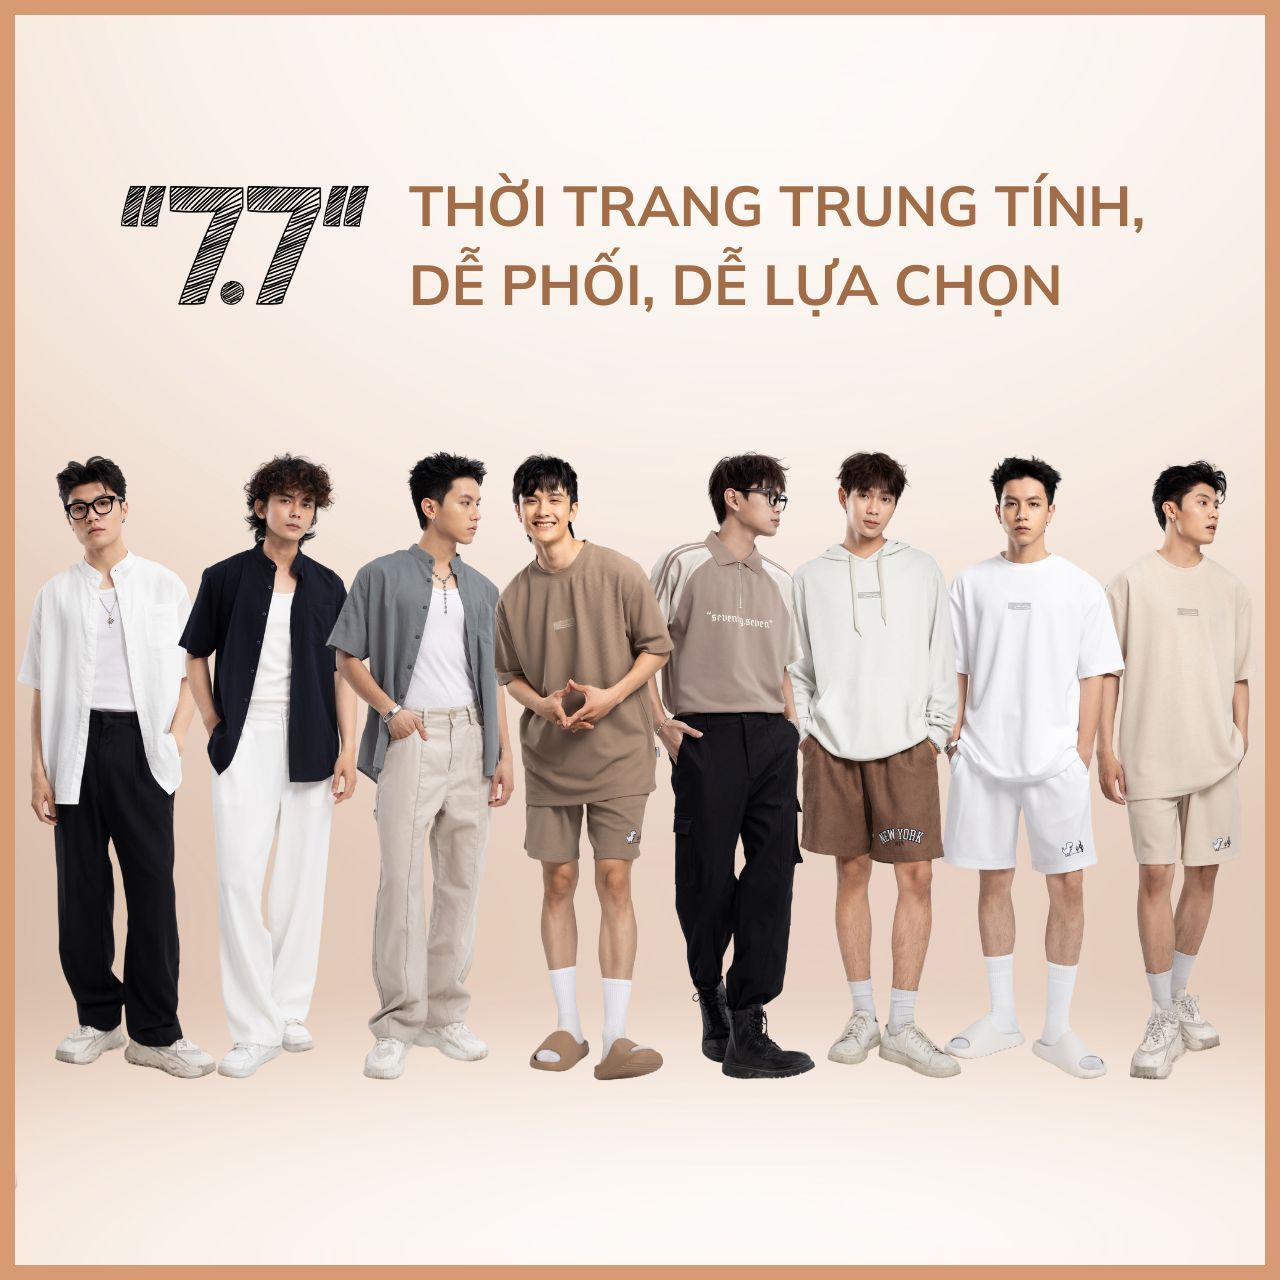 "7.7"
THỜI TRANG TRUNG TÍNH,
DỄ PHỐI, DỄ LỰA CHỌN
"seventy.seven"
NEW YORK